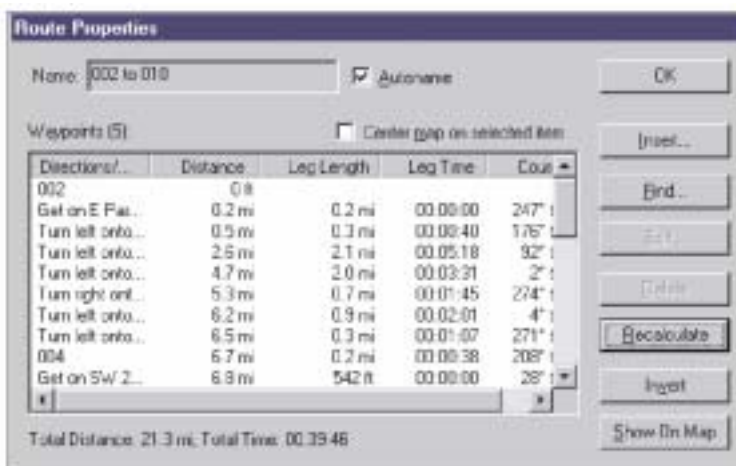 Route Properties
Name: 002 to 010
Autoname
OK
Waypoints (5)
Center map on selected item
Insert...
Directions/... Distance Leg Length Leg Time Cour
002 0 ft
Get on E Pas... 0.2 mi 0.2 mi 00:00:00 247° t
Find...
Turn left onto... 0.5 mi 0.3 mi 00:00:40 176° t
Turn left onto... 2.6 mi 2.1 mi 00:05:18 92° t
Turn left onto... 4.7 mi 2.0 mi 00:03:31 2° t
Turn right ont... 5.3 mi 0.7 mi 00:01:45 274° t
Delete
Turn left onto... 6.2 mi 0.9 mi 00:02:01 4° t
Turn left onto... 6.5 mi 0.3 mi 00:01:07 271° t
Recalculate
004 6.7 mi 0.2 mi 00:00:38 208° t
Get on SW 2... 6.8 mi 542 ft 00:00:00 28° t
Invert
Total Distance: 21.3 mi, Total Time: 00:39:46
Show On Map